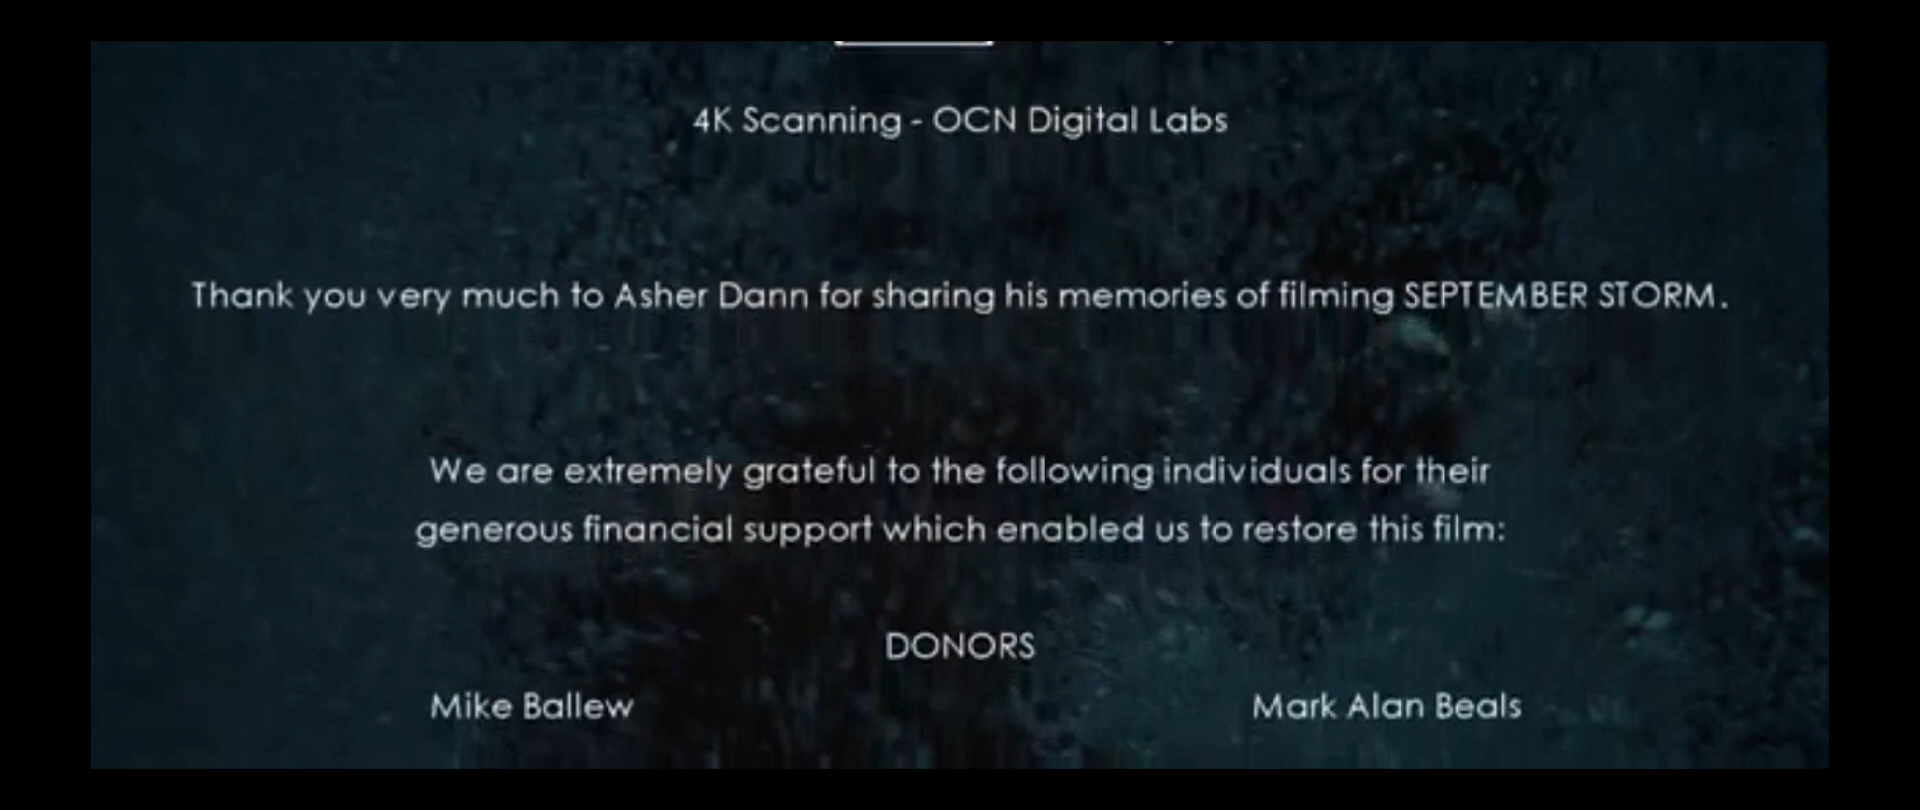 4K Scanning - OCN Digital Labs
Thank you very much to Asher Dann for sharing his memories of filming SEPTEMBER STORM.
We are extremely grateful to the following individuals for their
generous financial support which enabled us to restore this film:
DONORS
Mike Ballew Mark Alan Beals